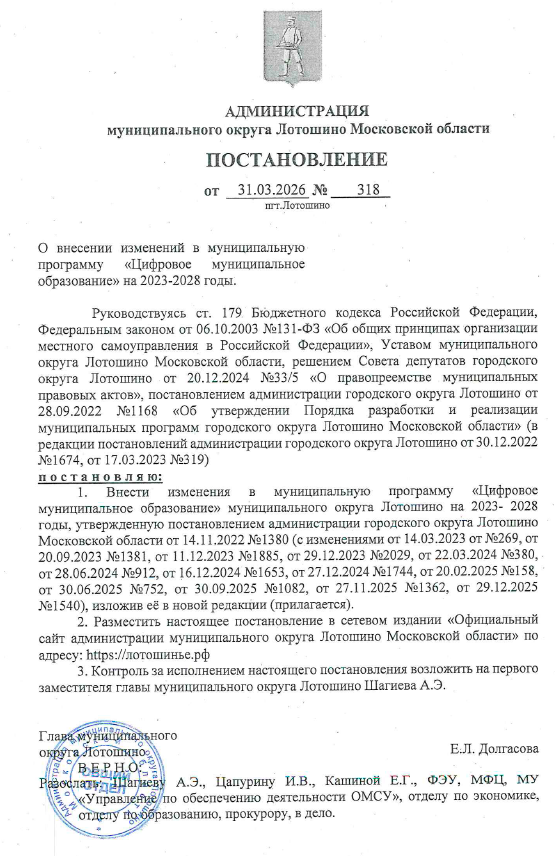 АДМИНИСТРАЦИЯ
муниципального округа Лотошино Московской области
ПОСТАНОВЛЕНИЕ
от 31.03.2026 № 318
пгт.Лотошино
О внесении изменений в муниципальную
программу «Цифровое муниципальное
образование» на 2023-2028 годы.
Руководствуясь ст. 179 Бюджетного кодекса Российской Федерации,
Федеральным законом от 06.10.2003 №131-ФЗ «Об общих принципах организации
местного самоуправления в Российской Федерации», Уставом муниципального
округа Лотошино Московской области, решением Совета депутатов городского
округа Лотошино от 20.12.2024 №33/5 «О правопреемстве муниципальных
правовых актов», постановлением администрации городского округа Лотошино от
28.09.2022 №1168 «Об утверждении Порядка разработки и реализации
муниципальных программ городского округа Лотошино Московской области» (в
редакции постановлений администрации городского округа Лотошино от 30.12.2022
№1674, от 17.03.2023 №319)
п о с т а н о в л я ю:
1. Внести изменения в муниципальную программу «Цифровое
муниципальное образование» муниципального округа Лотошино на 2023- 2028
годы, утвержденную постановлением администрации городского округа Лотошино
Московской области от 14.11.2022 №1380 (с изменениями от 14.03.2023 от №269, от
20.09.2023 №1381, от 11.12.2023 №1885, от 29.12.2023 №2029, от 22.03.2024 №380,
от 28.06.2024 №912, от 16.12.2024 №1653, от 27.12.2024 №1744, от 20.02.2025 №158,
от 30.06.2025 №752, от 30.09.2025 №1082, от 27.11.2025 №1362, от 29.12.2025
№1540), изложив её в новой редакции (прилагается).
2. Разместить настоящее постановление в сетевом издании «Официальный
сайт администрации муниципального округа Лотошино Московской области» по
адресу: https://лотошинье.рф
3. Контроль за исполнением настоящего постановления возложить на первого
заместителя главы муниципального округа Лотошино Шагиева А.Э.
Глава муниципального
округа Лотошино Е.Л. Долгасова
ВЕРНО:
ОБЩИЙ
ОТДЕЛ
Разослать: Шагиеву А.Э., Цапурину И.В., Кашиной Е.Г., ФЭУ, МФЦ, МУ
«Управление по обеспечению деятельности ОМСУ», отделу по экономике,
отделу по образованию, прокурору, в дело.